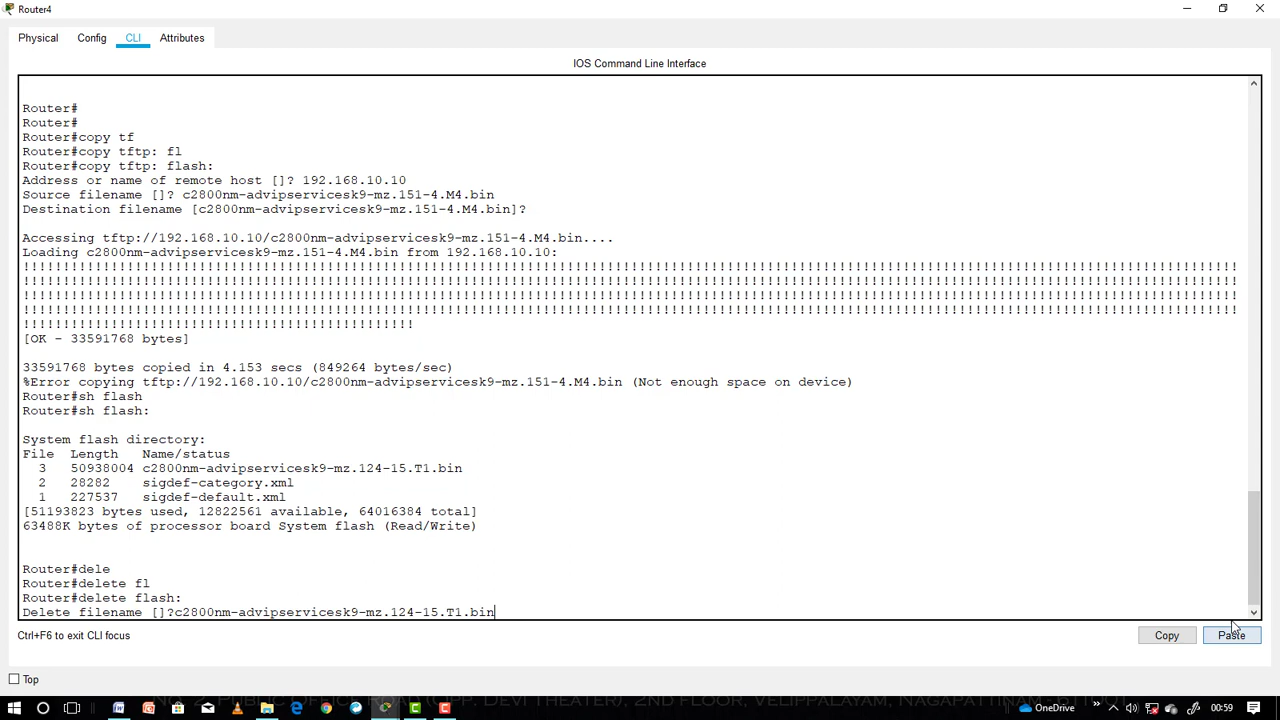 Router4
Physical Config CLI Attributes
IOS Command Line Interface
Router#
Router#
Router#copy tf
Router#copy tftp: fl
Router#copy tftp: flash:
Address or name of remote host []? 192.168.10.10
Source filename []? c2800nm-advipservicesk9-mz.151-4.M4.bin
Destination filename [c2800nm-advipservicesk9-mz.151-4.M4.bin]?
Accessing tftp://192.168.10.10/c2800nm-advipservicesk9-mz.151-4.M4.bin....
Loading c2800nm-advipservicesk9-mz.151-4.M4.bin from 192.168.10.10:
!!!!!!!!!!!!!!!!!!!!!!!!!!!!!!!!!!!!!!!!!!!!!!!!!!!!!!!!!!!!!!!!!!!!!!!!!!!!!!!!!!!!!!!!!!!!!!!!!!!!!!!!!!!!!!!!!!!!!!!!!!!!!!!!!!!!!!!!!!!!!!!!!!!!!!!!!
!!!!!!!!!!!!!!!!!!!!!!!!!!!!!!!!!!!!!!!!!!!!!!!!!!!!!!!!!!!!!!!!!!!!!!!!!!!!!!!!!!!!!!!!!!!!!!!!!!!!!!!!!!!!!!!!!!!!!!!!!!!!!!!!!!!!!!!!!!!!!!!!!!!!!
!!!!!!!!!!!!!!!!!!!!!!!!!!!!!!!!!!!!!!!!!!!!!!!!!!!!!!!!!!!!!!!!!!!!!!!!!!!!!!!!!!!!!!!!!!!!!!!!!!!!!!!!!!!!!!!!!!!!!!!!!!!!!!!!!!!!!!!!!!!!!!!!!!!!!
!!!!!!!!!!!!!!!!!!!!!!!!!!!!!!!!!!!!!!!!!!!!!!!!!!!!!!!!!!!!!!!!!!!!!!!!!!!!!!!!!!!!!!!!!!!!!!!!!!!!!!!!!!!!!!!!!!!!!!!!!!!!!!!!!!!!!!!!!!!!!!!!!!!!!
!!!!!!!!!!!!!!!!!!!!!!!!!!!!!!!!!!!!!!!!!!!!!!!!!
[OK - 33591768 bytes]
33591768 bytes copied in 4.153 secs (849264 bytes/sec)
%Error copying tftp://192.168.10.10/c2800nm-advipservicesk9-mz.151-4.M4.bin (Not enough space on device)
Router#sh flash
Router#sh flash:
System flash directory:
File Length Name/status
3 50938004 c2800nm-advipservicesk9-mz.124-15.T1.bin
2 28282 sigdef-category.xml
1 227537 sigdef-default.xml
[51193823 bytes used, 12822561 available, 64016384 total]
63488K bytes of processor board System flash (Read/Write)
Router#dele
Router#delete fl
Router#delete flash:
Delete filename []?c2800nm-advipservicesk9-mz.124-15.T1.bin
Ctrl+F6 to exit CLI focus
Copy Paste
Top
OneDrive 00:59